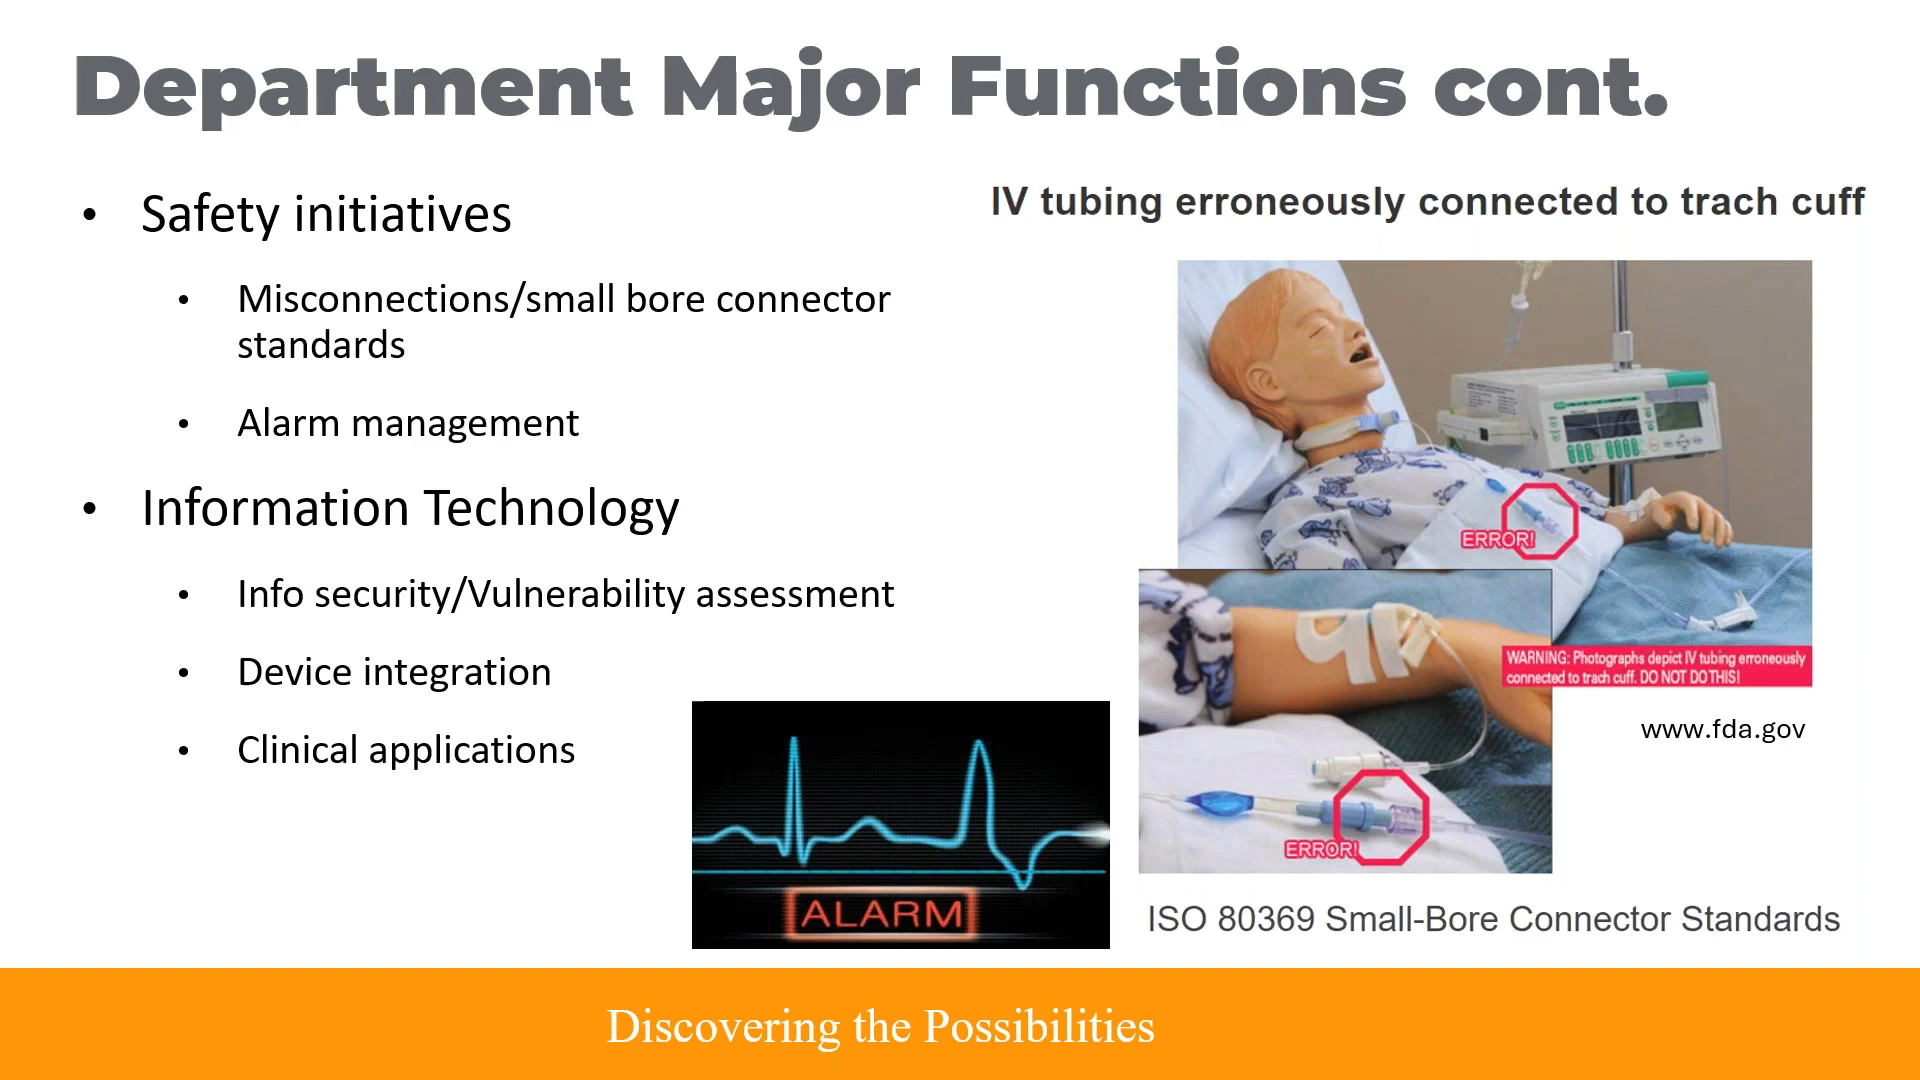 Department Major Functions cont.
• Safety initiatives
• Misconnections/small bore connector
standards
• Alarm management
• Information Technology
• Info security/Vulnerability assessment
• Device integration
• Clinical applications
ALARM
IV tubing erroneously connected to trach cuff
ERROR!
WARNING: Photographs depict IV tubing erroneously
connected to trach cuff. DO NOT DO THIS!
www.fda.gov
ERROR!
ISO 80369 Small-Bore Connector Standards
Discovering the Possibilities